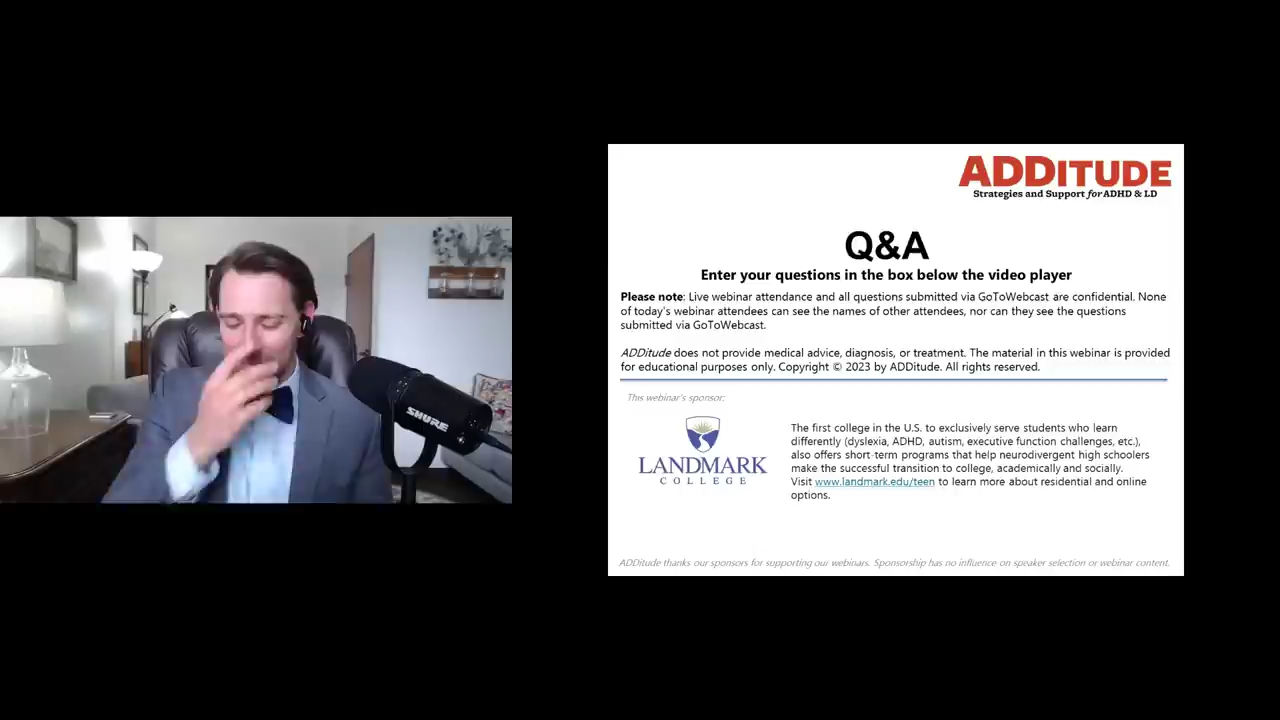 SHURE
ADDITUDE
Strategies and Support for ADHD & LD
Q&A
Enter your questions in the box below the video player
Please note: Live webinar attendance and all questions submitted via GoToWebcast are confidential. None
of today's webinar attendees can see the names of other attendees, nor can they see the questions
submitted via GoToWebcast.
ADDitude does not provide medical advice, diagnosis, or treatment. The material in this webinar is provided
for educational purposes only. Copyright © 2023 by ADDitude. All rights reserved.
This webinar's sponsor:
LANDMARK
COLLEGE
The first college in the U.S. to exclusively serve students who learn
differently (dyslexia, ADHD, autism, executive function challenges, etc.),
also offers short-term programs that help neurodivergent high schoolers
make the successful transition to college, academically and socially.
Visit www.landmark.edu/teen to learn more about residential and online
options.
ADDitude thanks our sponsors for supporting our webinars. Sponsorship has no influence on speaker selection or webinar content.